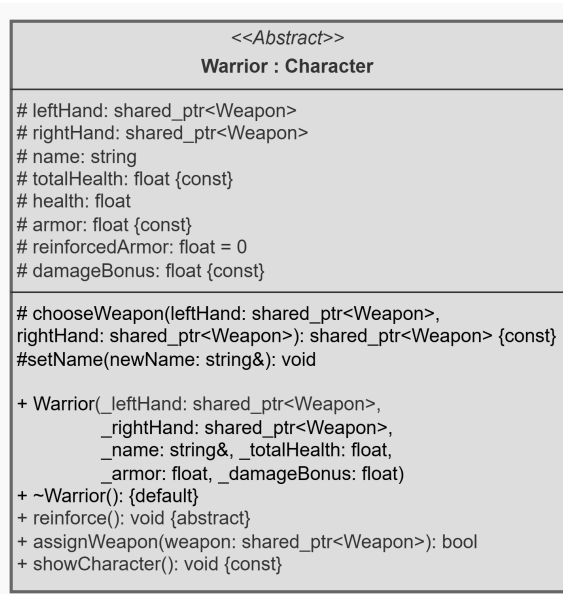 <<Abstract>>
Warrior : Character
# leftHand: shared_ptr<Weapon>
# rightHand: shared_ptr<Weapon>
# name: string
# totalHealth: float {const}
# health: float
# armor: float {const}
# reinforcedArmor: float = 0
# damageBonus: float {const}
# chooseWeapon(leftHand: shared_ptr<Weapon>,
rightHand: shared_ptr<Weapon>): shared_ptr<Weapon> {const}
#setName(newName: string&): void
+ Warrior(_leftHand: shared_ptr<Weapon>,
_rightHand: shared_ptr<Weapon>,
_name: string&, _totalHealth: float,
_armor: float, _damageBonus: float)
+ ~Warrior(): {default}
+ reinforce(): void {abstract}
+ assignWeapon(weapon: shared_ptr<Weapon>): bool
+ showCharacter(): void {const}